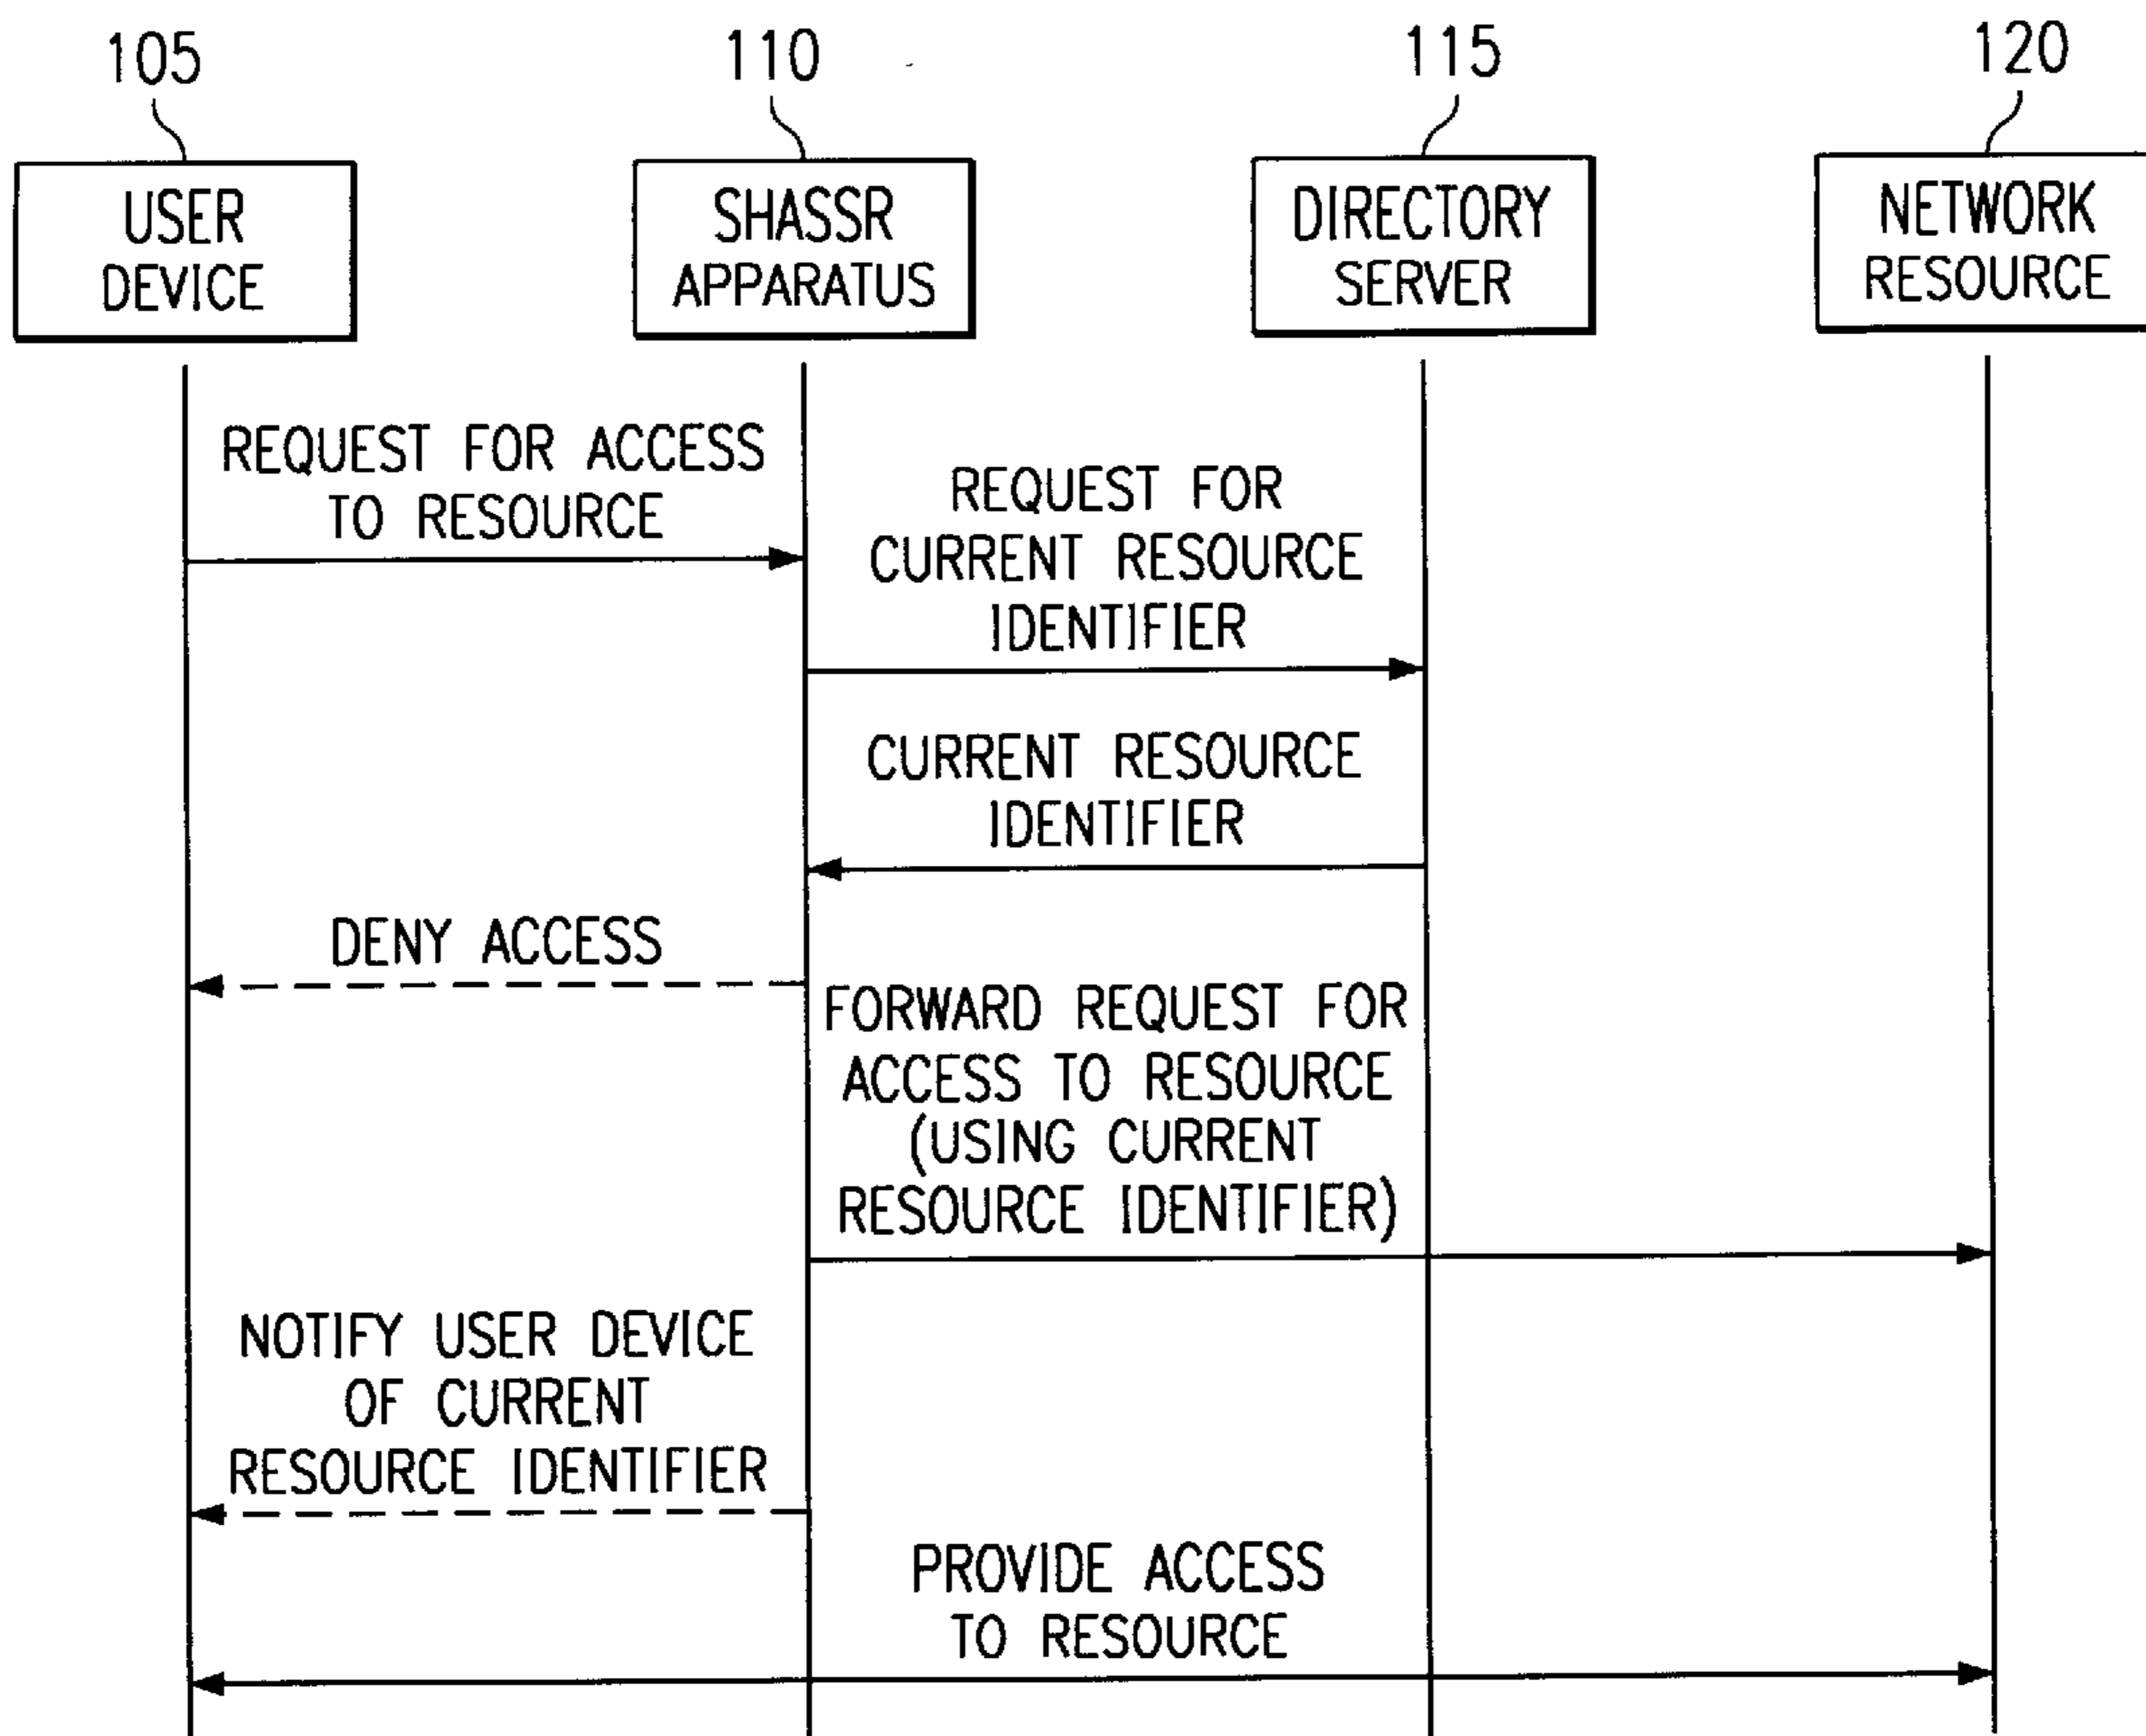 105
110
115
120
USER
DEVICE
SHASSR
APPARATUS
DIRECTORY
SERVER
NETWORK
RESOURCE
REQUEST FOR ACCESS
TO RESOURCE
REQUEST FOR
CURRENT RESOURCE
IDENTIFIER
CURRENT RESOURCE
IDENTIFIER
DENY ACCESS
FORWARD REQUEST FOR
ACCESS TO RESOURCE
(USING CURRENT
RESOURCE IDENTIFIER)
NOTIFY USER DEVICE
OF CURRENT
RESOURCE IDENTIFIER
PROVIDE ACCESS
TO RESOURCE